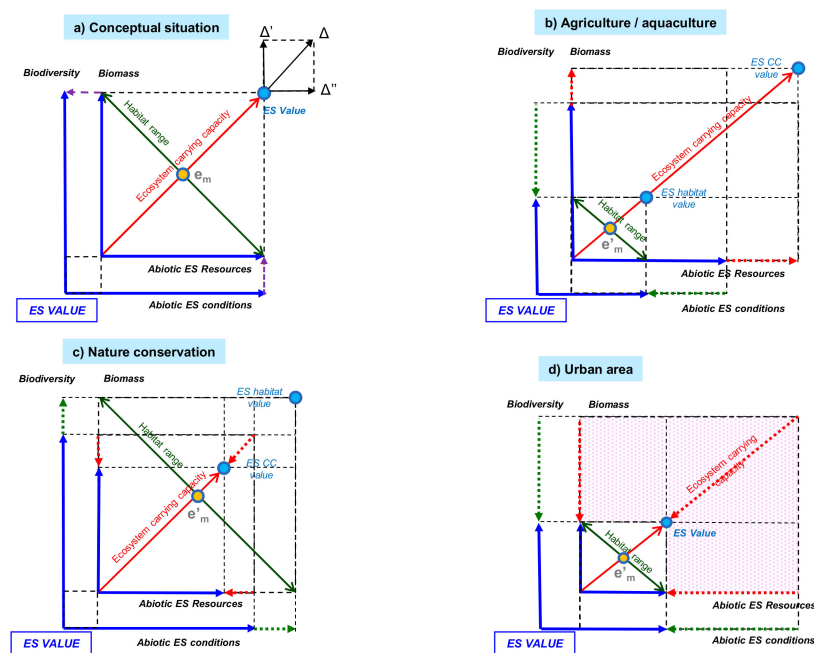 a) Conceptual situation
Δ'
Δ
Biodiversity
Biomass
Δ''
ES Value
Habitat range
Ecosystem carrying capacity
em
Abiotic ES Resources
Abiotic ES conditions
ES VALUE
b) Agriculture / aquaculture
Biodiversity
Biomass
ES CC
value
Ecosystem carrying capacity
ES habitat
value
Habitat range
e'm
Abiotic ES Resources
Abiotic ES conditions
ES VALUE
c) Nature conservation
Biodiversity
Biomass
ES habitat
value
Habitat range
ES CC
value
Ecosystem carrying capacity
e'm
Abiotic ES Resources
Abiotic ES conditions
ES VALUE
d) Urban area
Biodiversity
Biomass
Ecosystem carrying
capacity
ES Value
Habitat range
e'm
Abiotic ES Resources
Abiotic ES conditions
ES VALUE